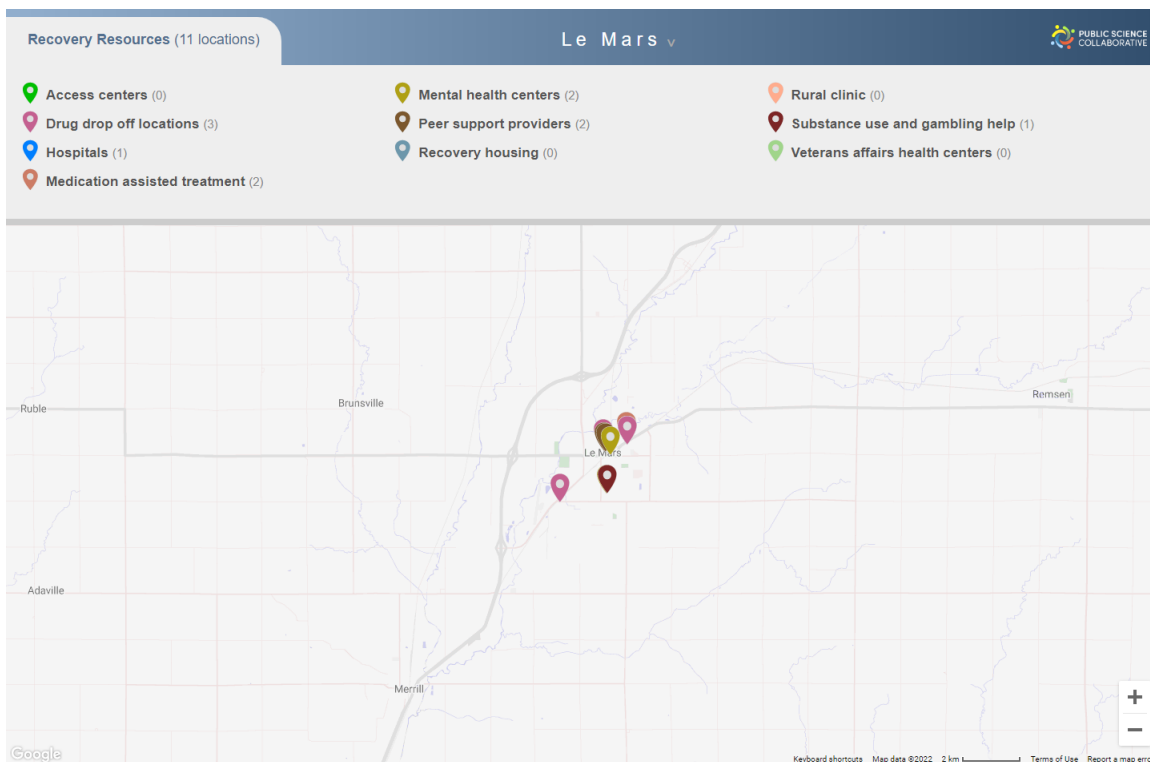 Recovery Resources (11 locations)
Le Mars v
PUBLIC SCIENCE
COLLABORATIVE
Access centers (0)
Mental health centers (2)
Rural clinic (0)
Drug drop off locations (3)
Peer support providers (2)
Substance use and gambling help (1)
Hospitals (1)
Recovery housing (0)
Veterans affairs health centers (0)
Medication assisted treatment (2)
Remsen
Brunsville
Ruble
Le Mars
Adaville
Merrill
Google
Keyboard shortcuts Map data ©2022 2 km Terms of Use Report a map erro